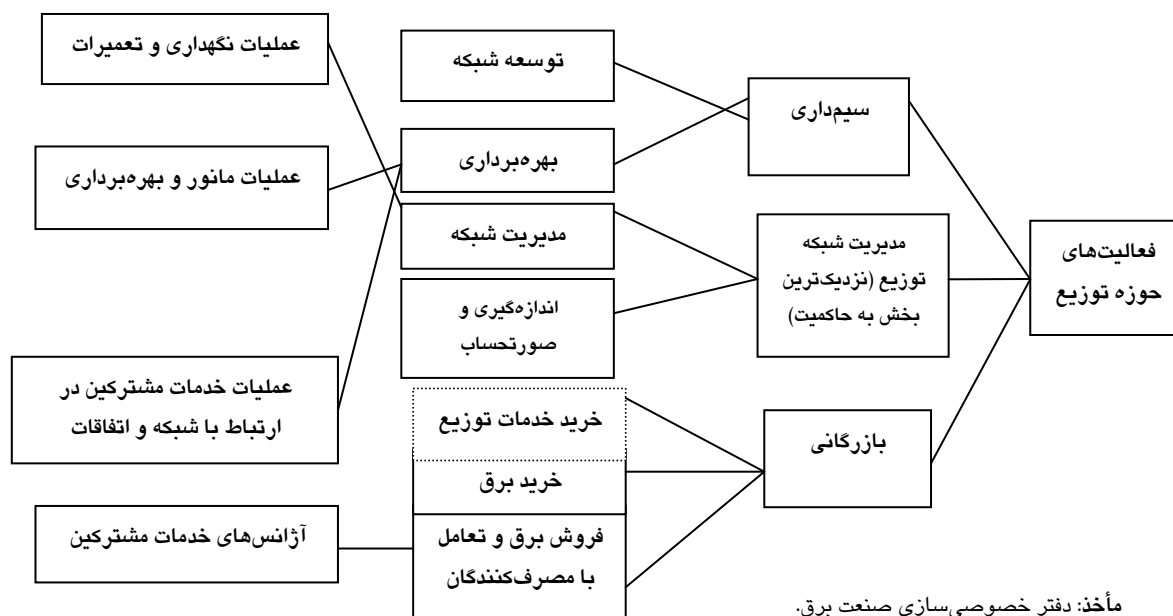 فعالیت‌های
حوزه توزیع
سیم‌داری
مدیریت شبکه
توزیع (نزدیک‌ترین
بخش به حاکمیت)
بازرگانی
توسعه شبکه
بهره‌برداری
مدیریت شبکه
اندازه‌گیری و
صورتحساب
خرید خدمات توزیع
خرید برق
فروش برق و تعامل
با مصرف‌کنندگان
عملیات نگهداری و تعمیرات
عملیات مانور و بهره‌برداری
عملیات خدمات مشترکین در
ارتباط با شبکه و اتفاقات
آژانس‌های خدمات مشترکین
مأخذ: دفتر خصوصی‌سازی صنعت برق.